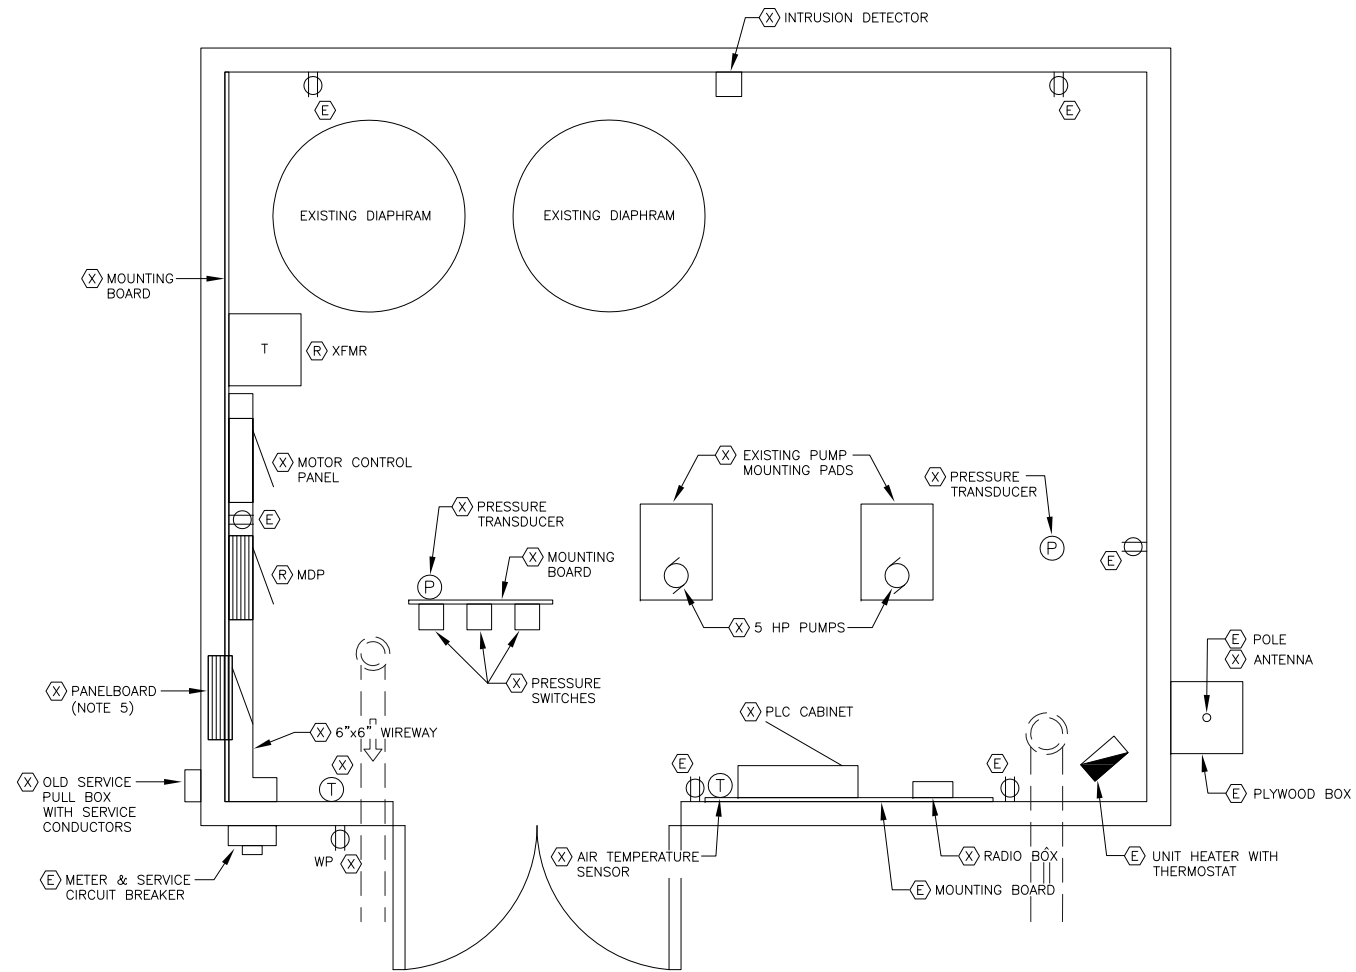 X INTRUSION DETECTOR
E
E
EXISTING DIAPHRAM
EXISTING DIAPHRAM
X MOUNTING
BOARD
T
R XFMR
X MOTOR CONTROL
PANEL
E
R MDP
X EXISTING PUMP
MOUNTING PADS
X PRESSURE
TRANSDUCER
P
X PRESSURE
TRANSDUCER
P
X MOUNTING
BOARD
E
X 5 HP PUMPS
X PRESSURE
SWITCHES
E POLE
X ANTENNA
X PANELBOARD
(NOTE 5)
X 6"x6" WIREWAY
X PLC CABINET
X
T
E
T
E
X OLD SERVICE
PULL BOX
WITH SERVICE
CONDUCTORS
E PLYWOOD BOX
WP X
E METER & SERVICE
CIRCUIT BREAKER
X AIR TEMPERATURE
SENSOR
X RADIO BOX
E MOUNTING BOARD
E UNIT HEATER WITH
THERMOSTAT